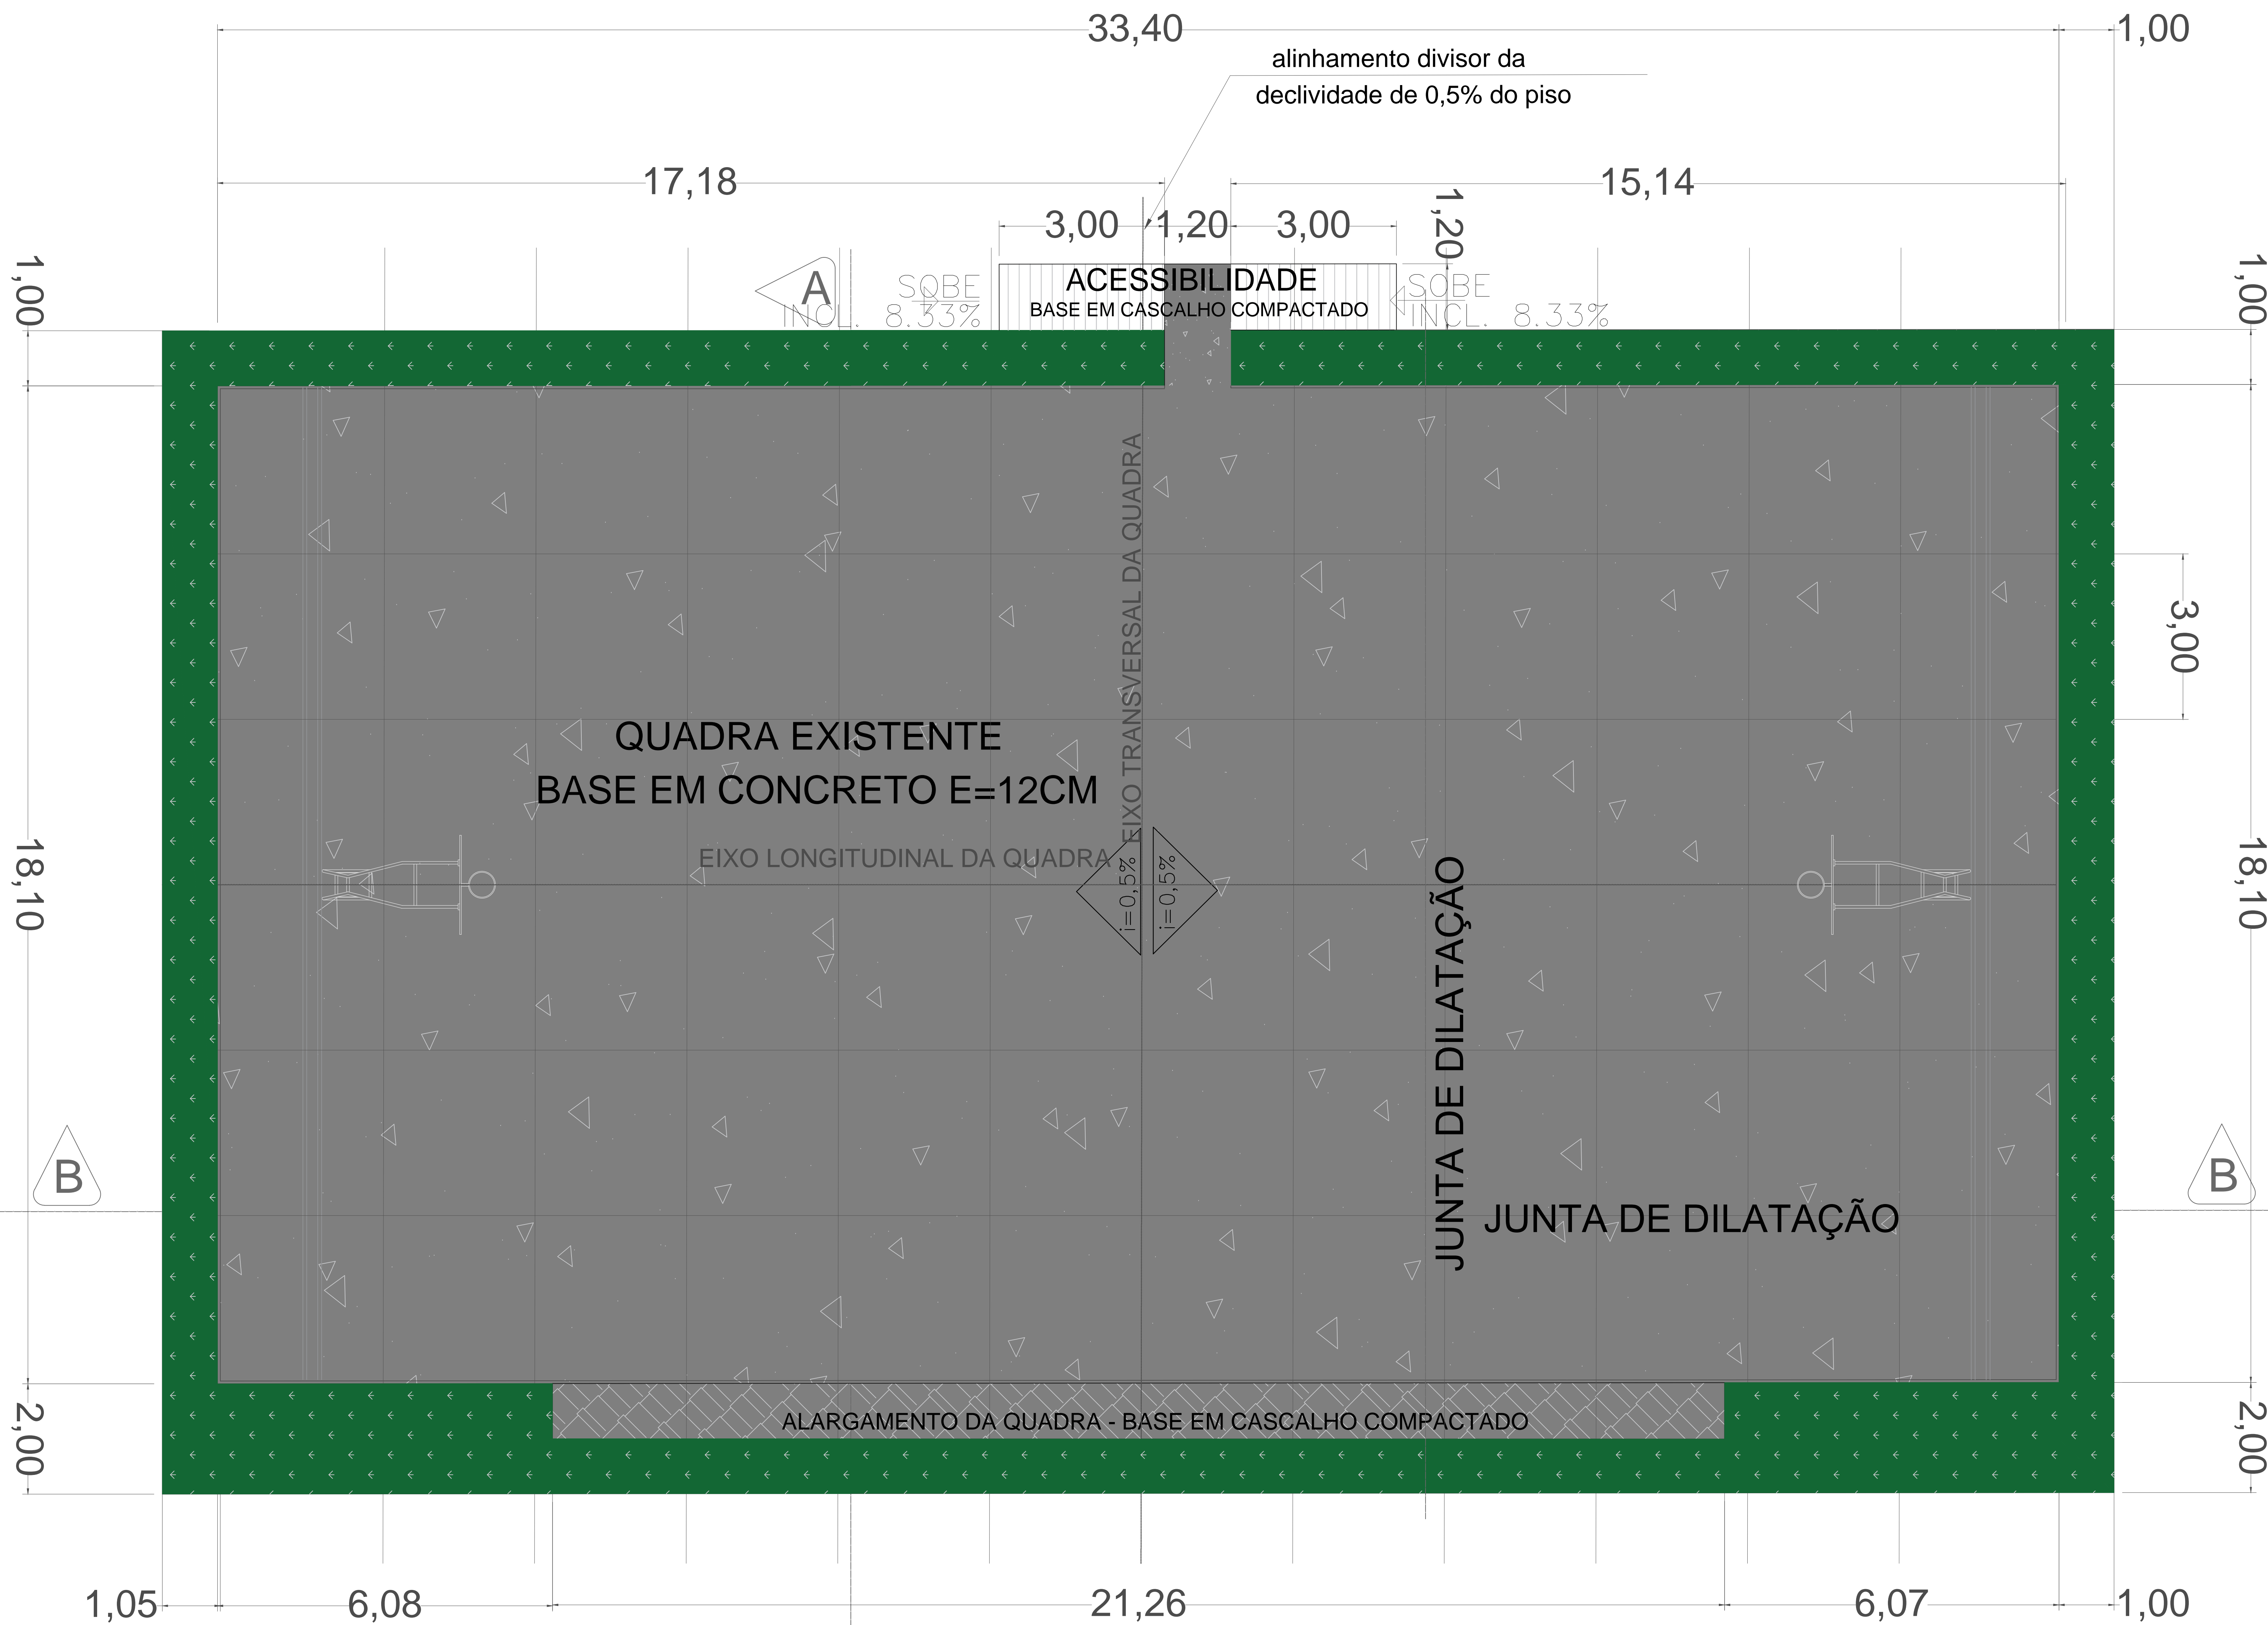 33,40
1,00
alinhamento divisor da
declividade de 0,5% do piso
17,18
15,14
3,00
1,20
3,00
1,20
1,00
1,00
A
SOBE
INCL. 8.33%
ACESSIBILIDADE
BASE EM CASCALHO COMPACTADO
SOBE
INCL. 8.33%
EIXO TRANSVERSAL DA QUADRA
3,00
QUADRA EXISTENTE
BASE EM CONCRETO E=12CM
EIXO LONGITUDINAL DA QUADRA
i=0,5%
i=0,5%
18,10
18,10
JUNTA DE DILATAÇÃO
JUNTA DE DILATAÇÃO
B
B
ALARGAMENTO DA QUADRA - BASE EM CASCALHO COMPACTADO
2,00
2,00
1,05
6,08
21,26
6,07
1,00